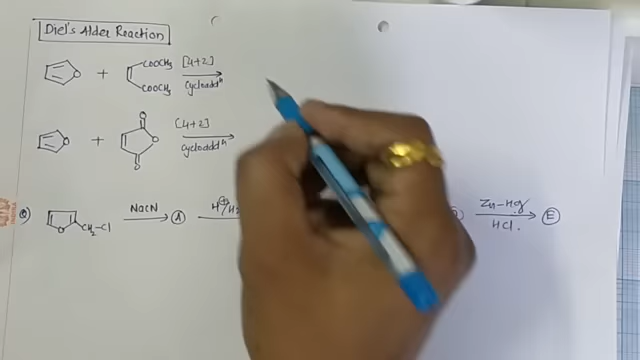 Diel's Alder Reaction
O + COOCH3 COOCH3 [4+2] Cycloaddn
O + O O O [4+2] Cycloaddn
Q) O CH2-Cl NaCN A H⊕/H Zn-Hg HCl. E